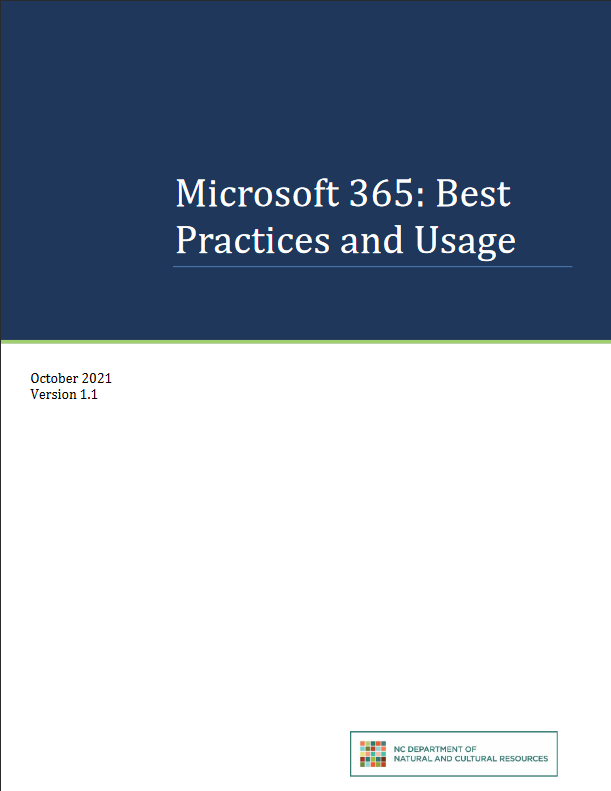 Microsoft 365: Best
Practices and Usage
October 2021
Version 1.1
NC DEPARTMENT OF
NATURAL AND CULTURAL RESOURCES